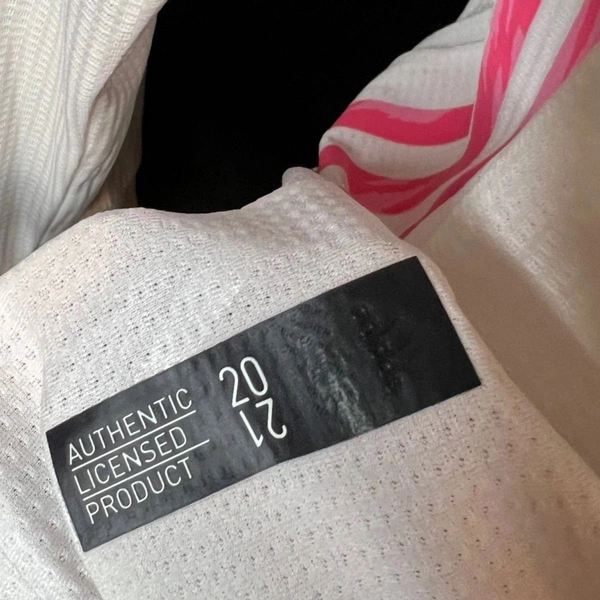 AUTHENTIC
LICENSED
PRODUCT
20
21